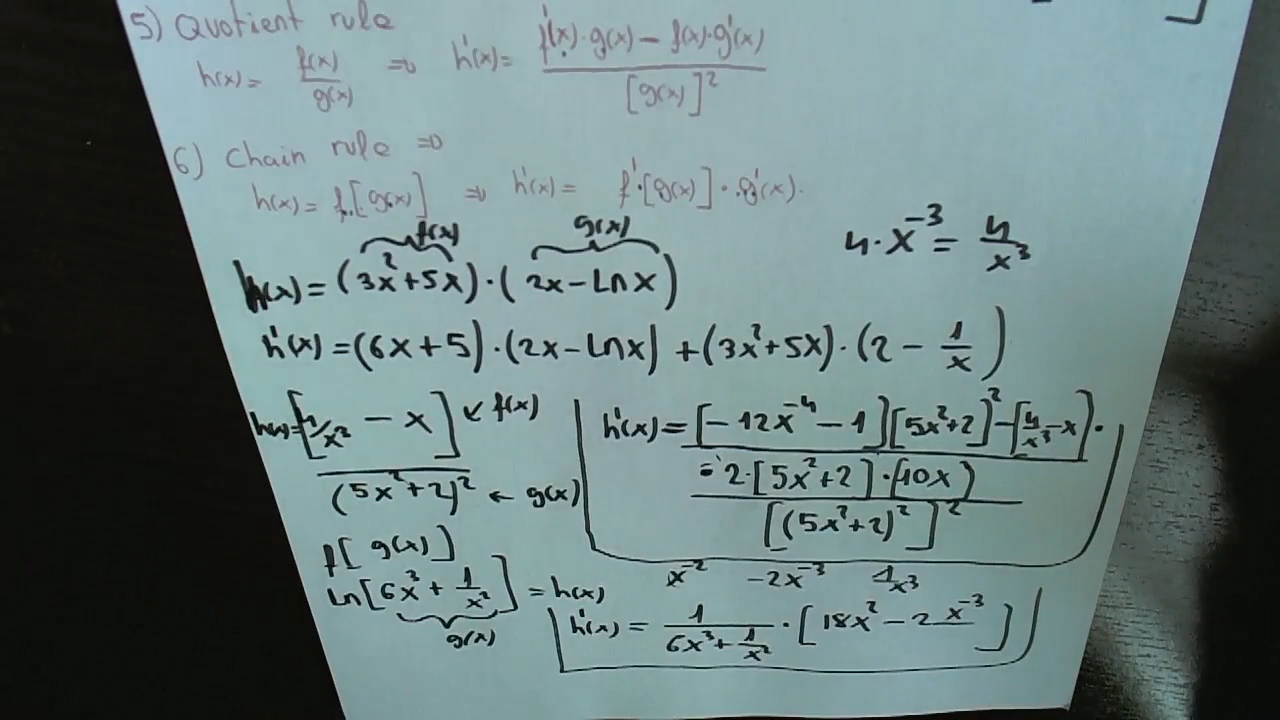 5) Quotient rule
h(x) = f(x)/g(x) ⇒ h'(x) = f'(x)·g(x) − f(x)·g'(x) / [g(x)]²
6) Chain rule ⇒
h(x) = f[g(x)] ⇒ h'(x) = f'[g(x)]·g'(x).
f(x) g(x)
h(x) = (3x²+5x)·(2x−Ln x)
4·x⁻³ = 4/x³
h'(x) = (6x+5)·(2x−Ln x) + (3x²+5x)·(2 − 1/x)
h(x) = [4/x² − x] ↙ f(x)
(5x²+2)² ← g(x)
h'(x) = [−12x⁻⁴ − 1][5x²+2]² − [4/x³ − x]·
2·[5x²+2]·(10x)
[(5x²+2)²]²
f[g(x)]
x⁻² −2x⁻³ 1/x³
Ln[6x³ + 1/x²] = h(x)
g(x)
h'(x) = 1/(6x³+1/x²) · [18x² − 2x⁻³]